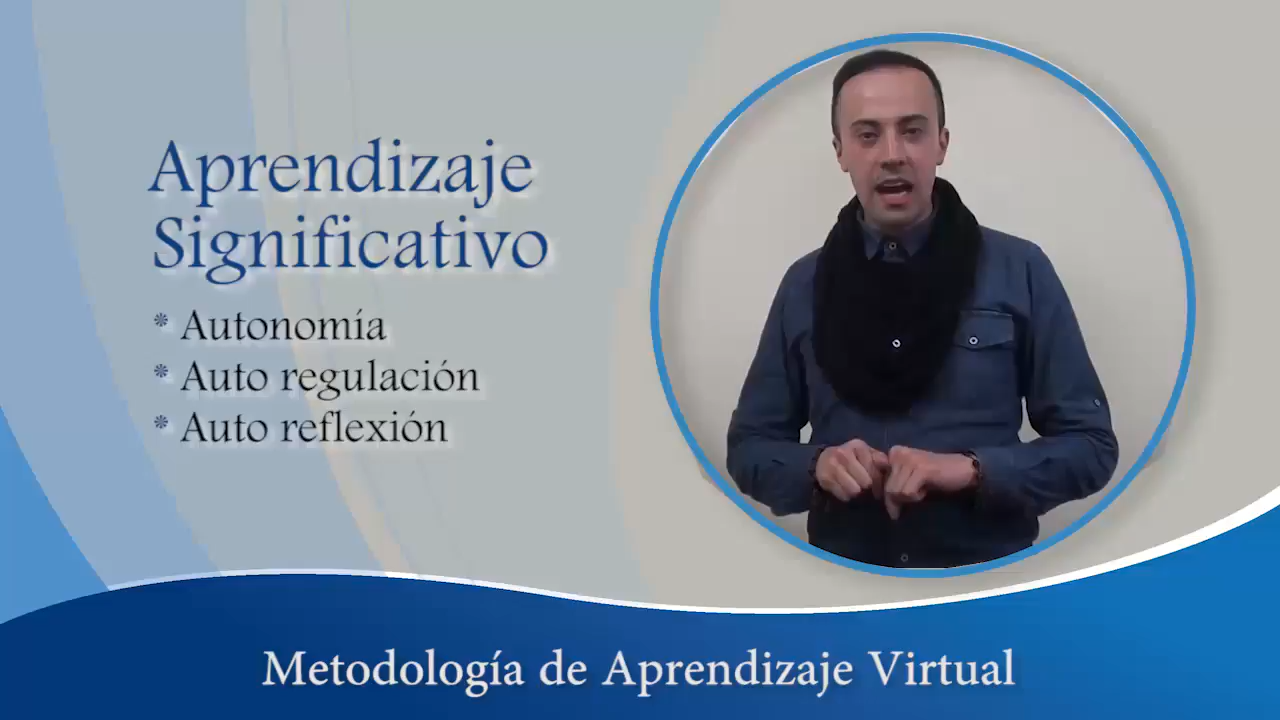 Aprendizaje
Significativo
* Autonomía
* Auto regulación
* Auto reflexión
Metodología de Aprendizaje Virtual